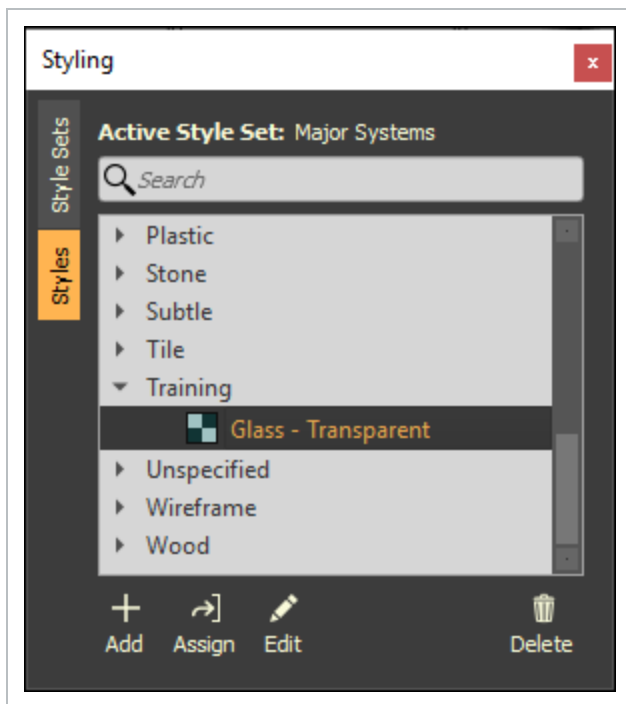 Styling
x
Style Sets
Styles
Active Style Set: Major Systems
Search
Plastic
Stone
Subtle
Tile
Training
Glass - Transparent
Unspecified
Wireframe
Wood
Add Assign Edit Delete